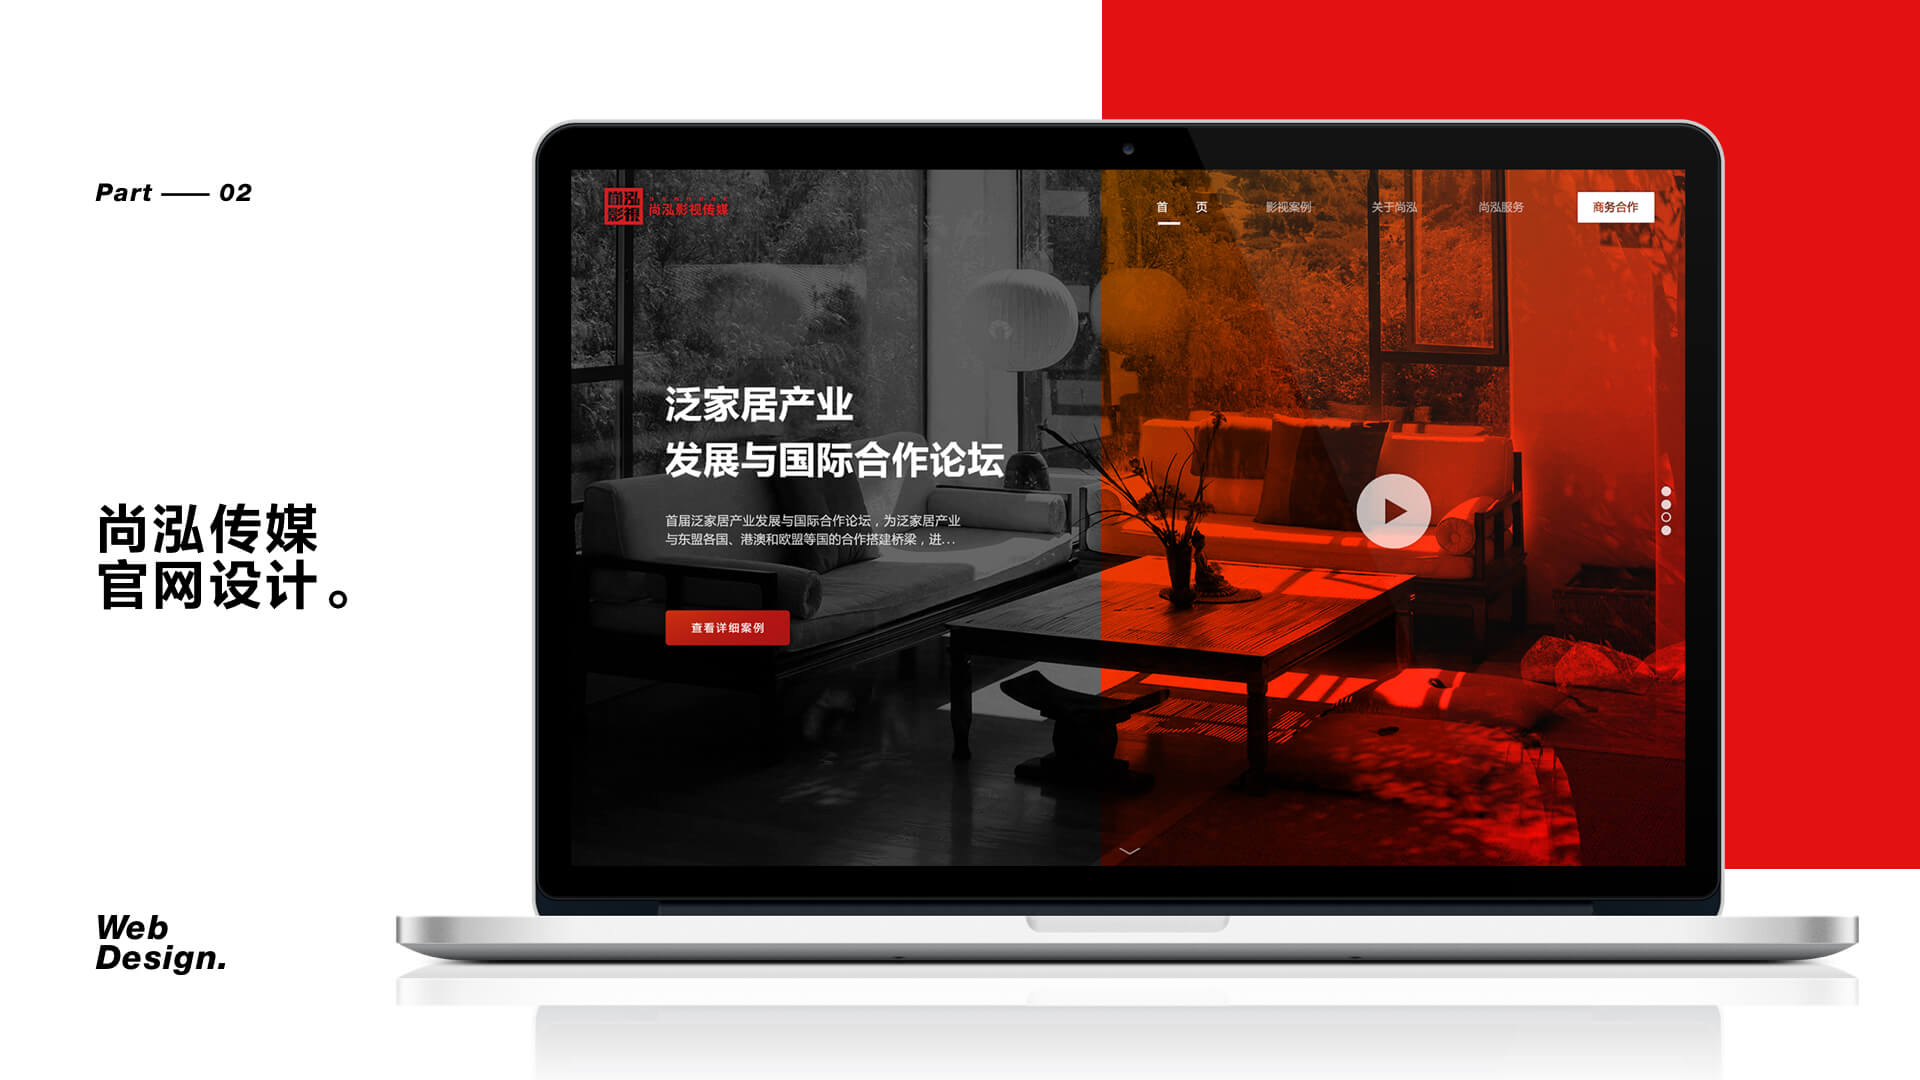 Part —— 02
尚泓传媒
官网设计。
Web
Design.
尚泓
影視
尚泓影视传媒
首 页
影视案例
关于尚泓
尚泓服务
商务合作
泛家居产业
发展与国际合作论坛
首届泛家居产业发展与国际合作论坛，为泛家居产业
与东盟各国、港澳和欧盟等国的合作搭建桥梁，进...
查看详细案例